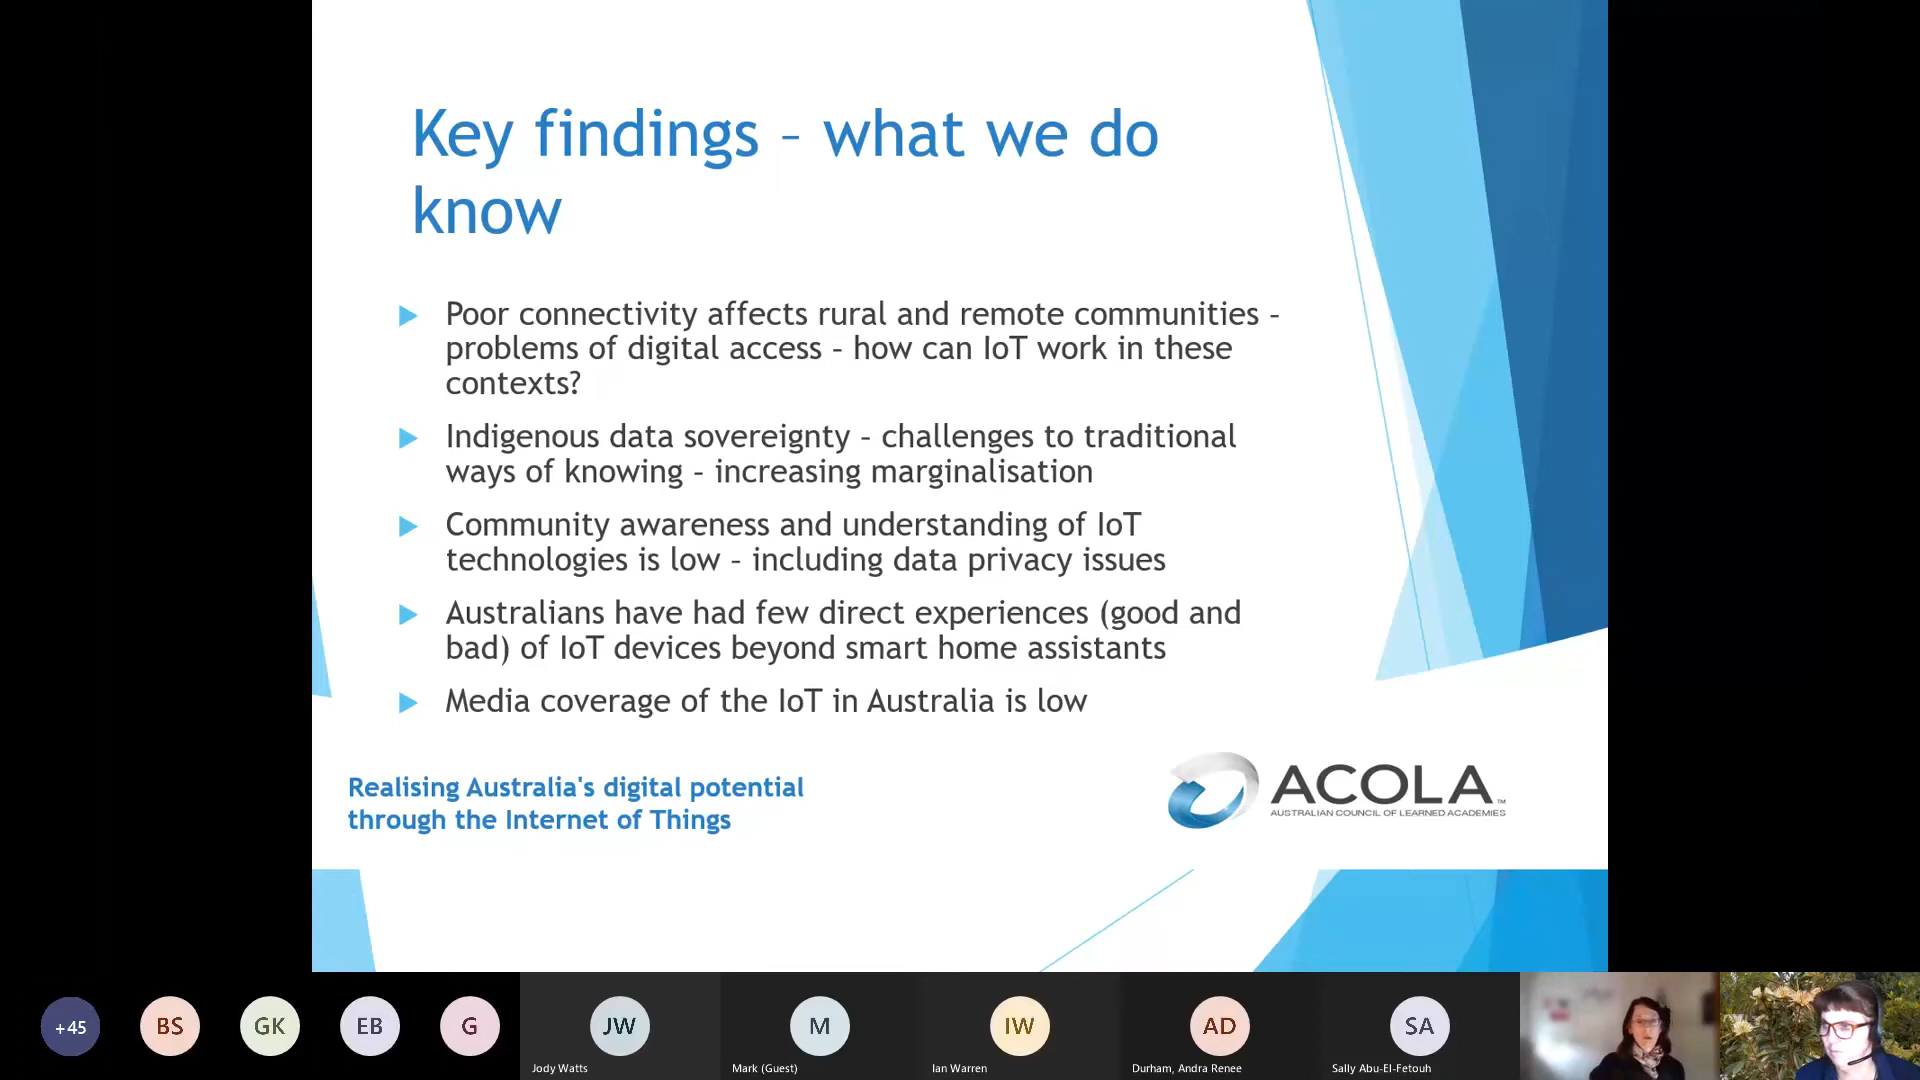 Key findings – what we do
know
Poor connectivity affects rural and remote communities –
problems of digital access – how can IoT work in these
contexts?
Indigenous data sovereignty – challenges to traditional
ways of knowing – increasing marginalisation
Community awareness and understanding of IoT
technologies is low – including data privacy issues
Australians have had few direct experiences (good and
bad) of IoT devices beyond smart home assistants
Media coverage of the IoT in Australia is low
Realising Australia's digital potential
through the Internet of Things
ACOLA™
AUSTRALIAN COUNCIL OF LEARNED ACADEMIES
+45
BS
GK
EB
G
JW
M
IW
AD
SA
Jody Watts
Mark (Guest)
Ian Warren
Durham, Andra Renee
Sally Abu-El-Fetouh